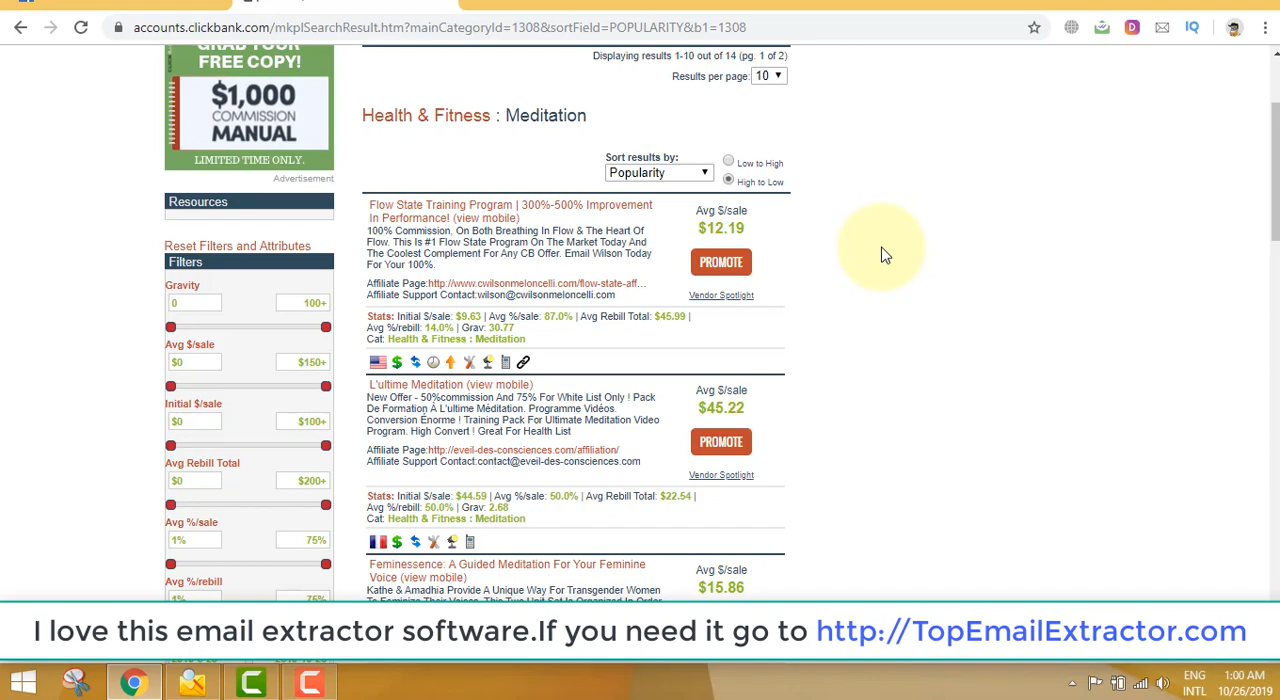 accounts.clickbank.com/mkplSearchResult.htm?mainCategoryId=1308&sortField=POPULARITY&b1=1308
GRAB YOUR
FREE COPY!
$1,000
COMMISSION
MANUAL
LIMITED TIME ONLY.
Advertisement
Resources
Reset Filters and Attributes
Filters
Gravity
0 100+
Avg $/sale
$0 $150+
Initial $/sale
$0 $100+
Avg Rebill Total
$0 $200+
Avg %/sale
1% 75%
Avg %/rebill
1% 75%
Displaying results 1-10 out of 14 (pg. 1 of 2)
Results per page: 10
Health & Fitness : Meditation
Sort results by:
Popularity
Low to High
High to Low
Flow State Training Program | 300%-500% Improvement
In Performance! (view mobile)
100% Commission, On Both Breathing In Flow & The Heart Of
Flow. This Is #1 Flow State Program On The Market Today And
The Coolest Complement For Any CB Offer. Email Wilson Today
For Your 100%.
Affiliate Page:http://www.cwilsonmeloncelli.com/flow-state-aff...
Affiliate Support Contact:wilson@cwilsonmeloncelli.com
Avg $/sale
$12.19
PROMOTE
Vendor Spotlight
Stats: Initial $/sale: $9.63 | Avg %/sale: 87.0% | Avg Rebill Total: $45.99 |
Avg %/rebill: 14.0% | Grav: 30.77
Cat: Health & Fitness : Meditation
L'ultime Meditation (view mobile)
New Offer - 50%commission And 75% For White List Only ! Pack
De Formation A L'ultime Méditation. Programme Vidéos.
Conversion Énorme ! Training Pack For Ultimate Meditation Video
Program. High Convert ! Great For Health List
Affiliate Page:http://eveil-des-consciences.com/affiliation/
Affiliate Support Contact:contact@eveil-des-consciences.com
Avg $/sale
$45.22
PROMOTE
Vendor Spotlight
Stats: Initial $/sale: $44.59 | Avg %/sale: 50.0% | Avg Rebill Total: $22.54 |
Avg %/rebill: 50.0% | Grav: 2.68
Cat: Health & Fitness : Meditation
Feminessence: A Guided Meditation For Your Feminine
Voice (view mobile)
Kathe & Amadhia Provide A Unique Way For Transgender Women
Avg $/sale
$15.86
I love this email extractor software.If you need it go to http://TopEmailExtractor.com
ENG
INTL
1:00 AM
10/26/2019